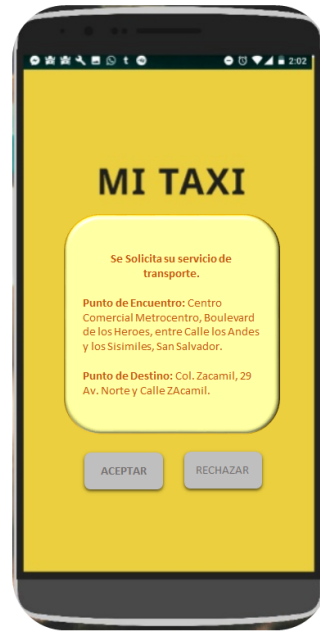 2:02
MI TAXI
Se Solicita su servicio de
transporte.
Punto de Encuentro: Centro
Comercial Metrocentro, Boulevard
de los Heroes, entre Calle los Andes
y los Sisimiles, San Salvador.
Punto de Destino: Col. Zacamil, 29
Av. Norte y Calle ZAcamil.
ACEPTAR
RECHAZAR